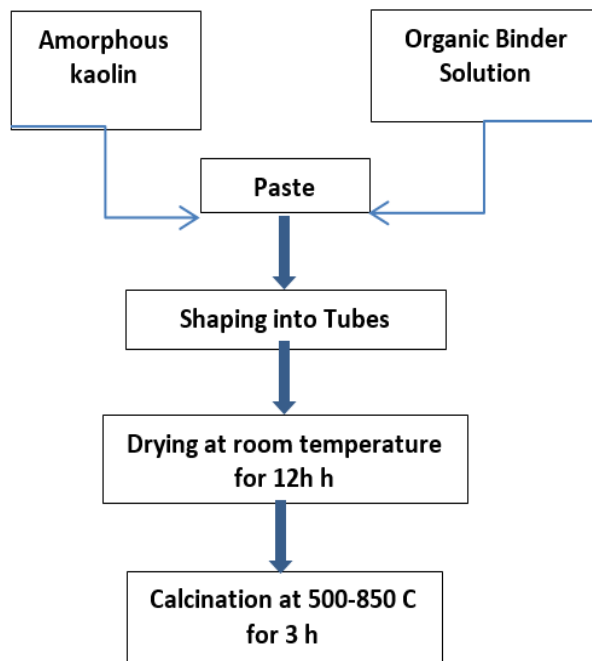 Amorphous
kaolin
Organic Binder
Solution
Paste
Shaping into Tubes
Drying at room temperature
for 12h h
Calcination at 500-850 C
for 3 h